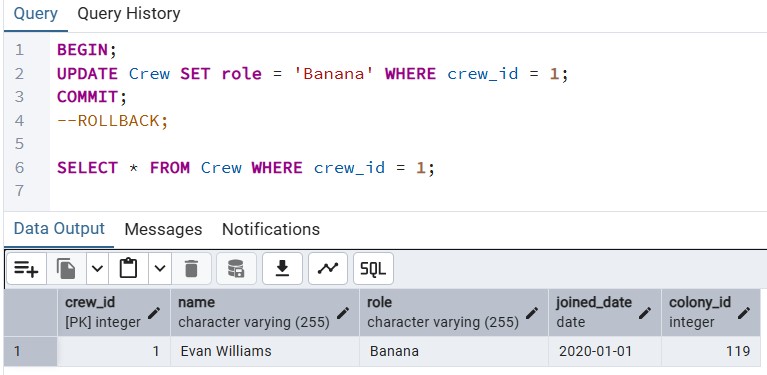 Query Query History
1 BEGIN;
2 UPDATE Crew SET role = 'Banana' WHERE crew_id = 1;
3 COMMIT;
4 --ROLLBACK;
5
6 SELECT * FROM Crew WHERE crew_id = 1;
7
Data Output Messages Notifications
SQL
crew_id name role joined_date colony_id
[PK] integer character varying (255) character varying (255) date integer
1 1 Evan Williams Banana 2020-01-01 119